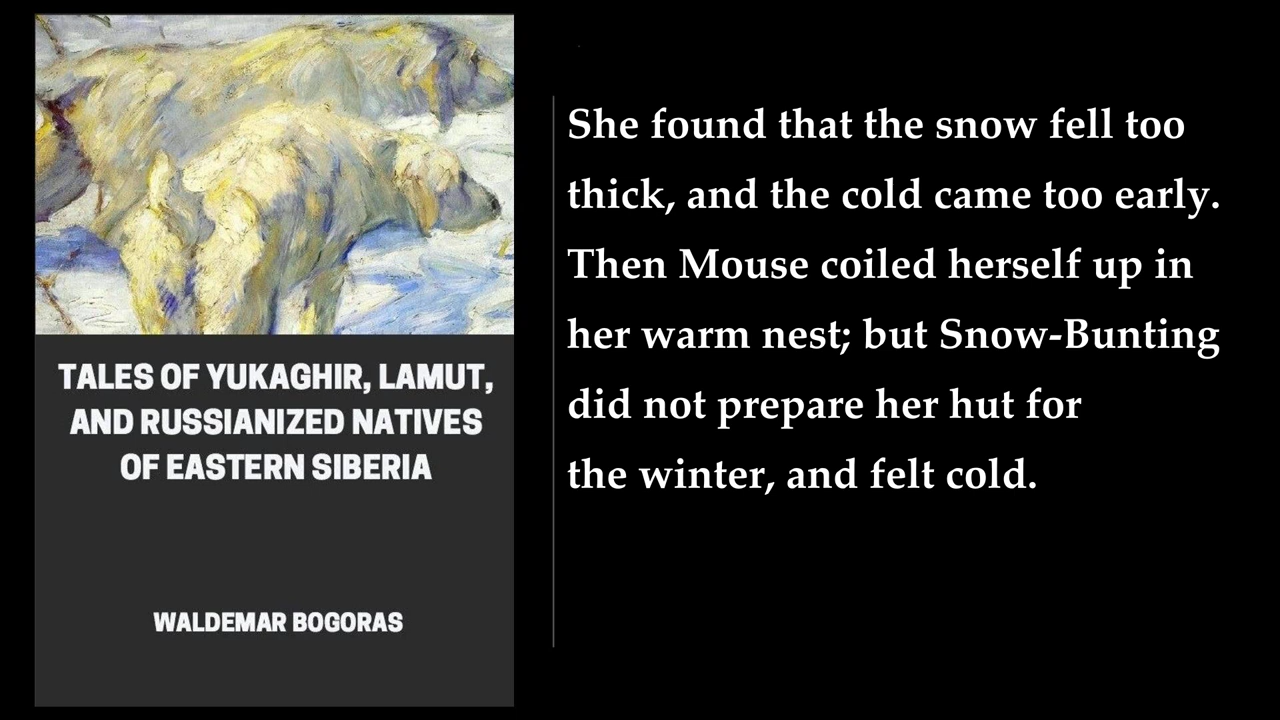 TALES OF YUKAGHIR, LAMUT,
AND RUSSIANIZED NATIVES
OF EASTERN SIBERIA
WALDEMAR BOGORAS
She found that the snow fell too
thick, and the cold came too early.
Then Mouse coiled herself up in
her warm nest; but Snow-Bunting
did not prepare her hut for
the winter, and felt cold.